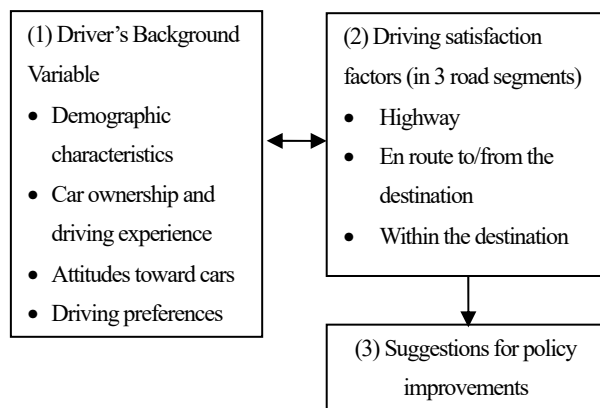 (1) Driver’s Background
Variable
• Demographic
characteristics
• Car ownership and
driving experience
• Attitudes toward cars
• Driving preferences
(2) Driving satisfaction
factors (in 3 road segments)
• Highway
• En route to/from the
destination
• Within the destination
(3) Suggestions for policy
improvements